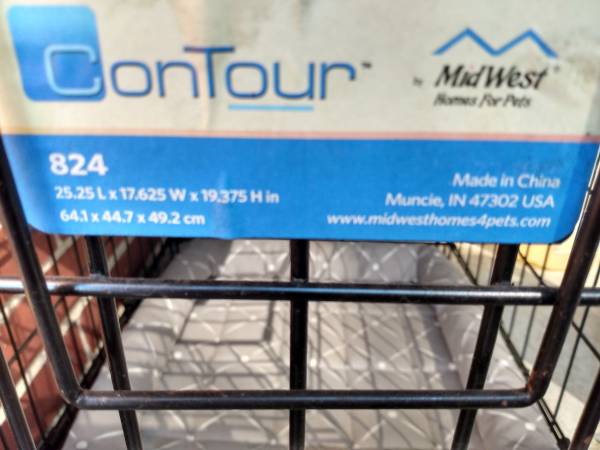 ConTour™
by MidWest®
Homes For Pets
824
25.25 L x 17.625 W x 19.375 H in
64.1 x 44.7 x 49.2 cm
Made in China
Muncie, IN 47302 USA
www.midwesthomes4pets.com